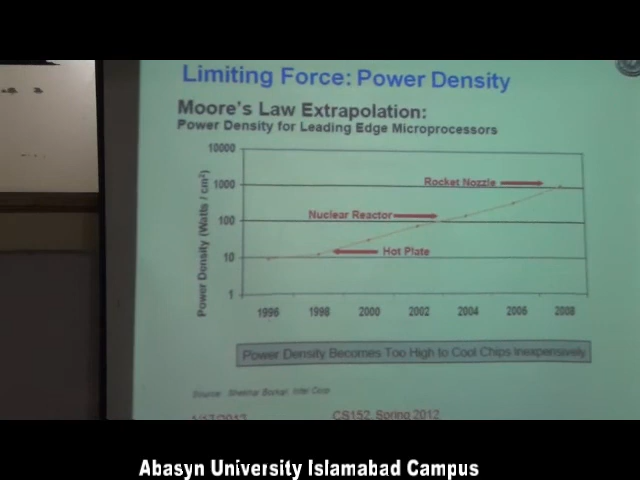 Limiting Force: Power Density
Moore's Law Extrapolation:
Power Density for Leading Edge Microprocessors
Power Density (Watts / cm²)
10000
1000
100
10
1
Rocket Nozzle
Nuclear Reactor
Hot Plate
1996 1998 2000 2002 2004 2006 2008
Power Density Becomes Too High to Cool Chips Inexpensively
Source: Shekhar Borkar, Intel Corp
CS152, Spring 2012
Abasyn University Islamabad Campus